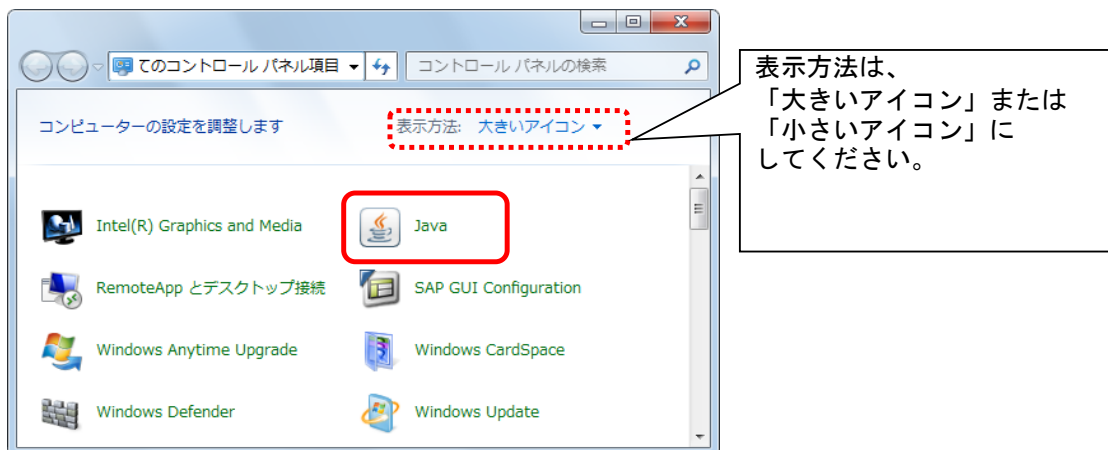 てのコントロール パネル項目
コントロール パネルの検索
コンピューターの設定を調整します
表示方法: 大きいアイコン
表示方法は、
「大きいアイコン」または
「小さいアイコン」に
してください。
Intel(R) Graphics and Media
Java
RemoteApp とデスクトップ接続
SAP GUI Configuration
Windows Anytime Upgrade
Windows CardSpace
Windows Defender
Windows Update